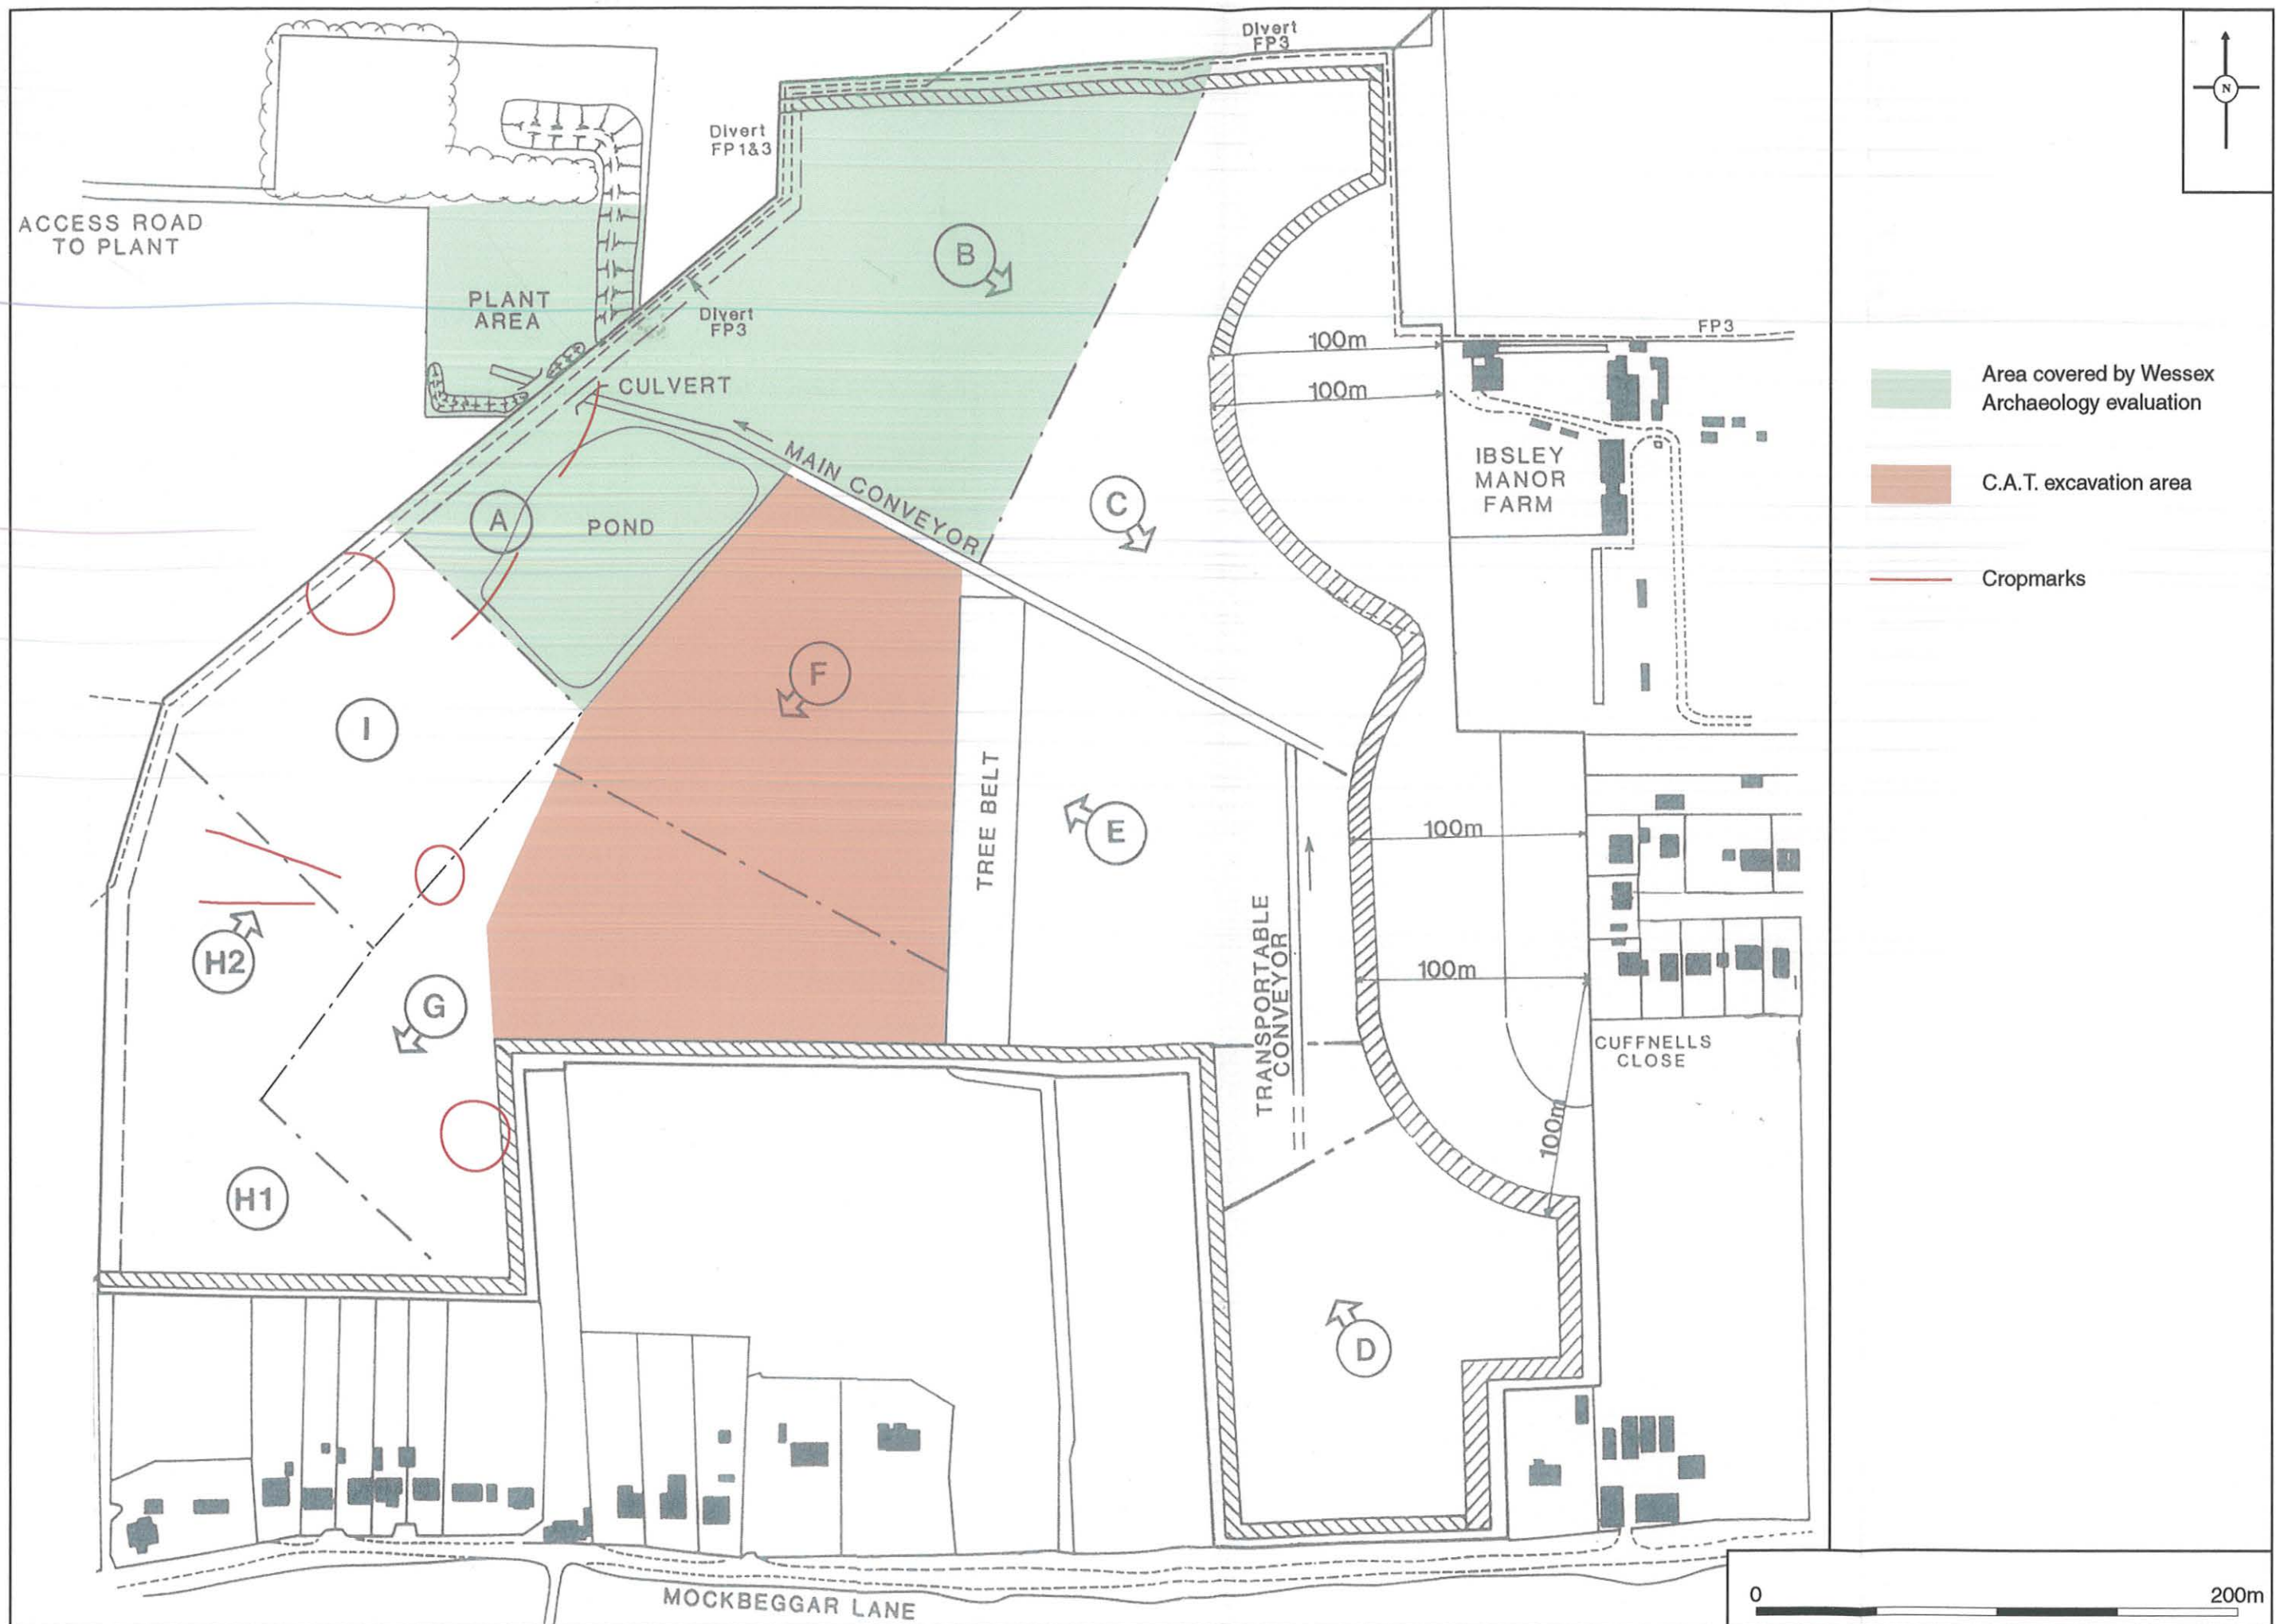 Divert
FP3
N
Divert
FP1&3
ACCESS ROAD
TO PLANT
B
PLANT
AREA
Divert
FP3
FP3
100m
100m
CULVERT
Area covered by Wessex
Archaeology evaluation
MAIN CONVEYOR
IBSLEY
MANOR
FARM
C.A.T. excavation area
A
POND
C
Cropmarks
F
I
TREE BELT
E
100m
TRANSPORTABLE
CONVEYOR
H2
100m
G
CUFFNELLS
CLOSE
100m
H1
D
MOCKBEGGAR LANE
0
200m